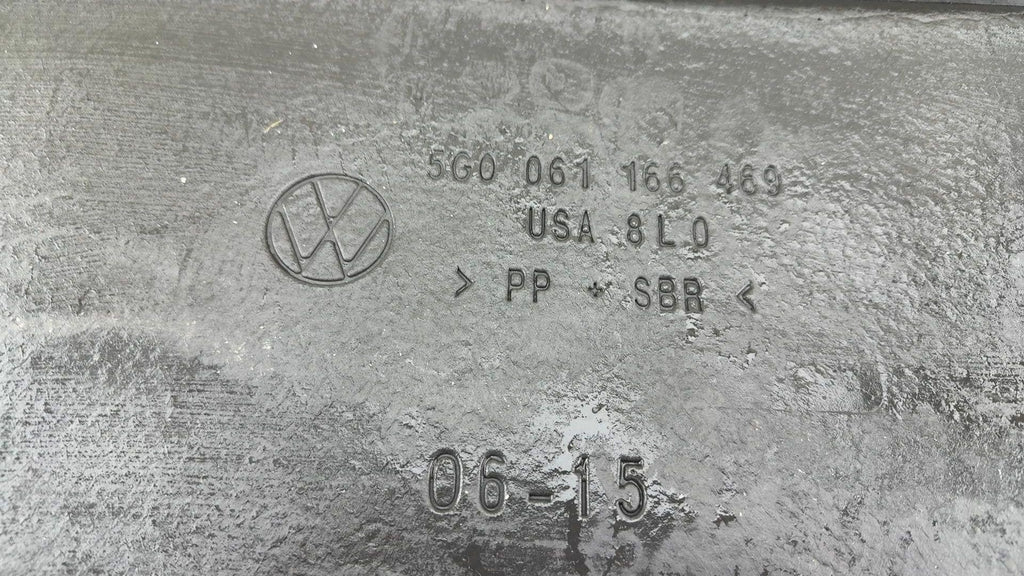 5G0 061 166 469
USA 8L0
> PP + SBR <
06-15